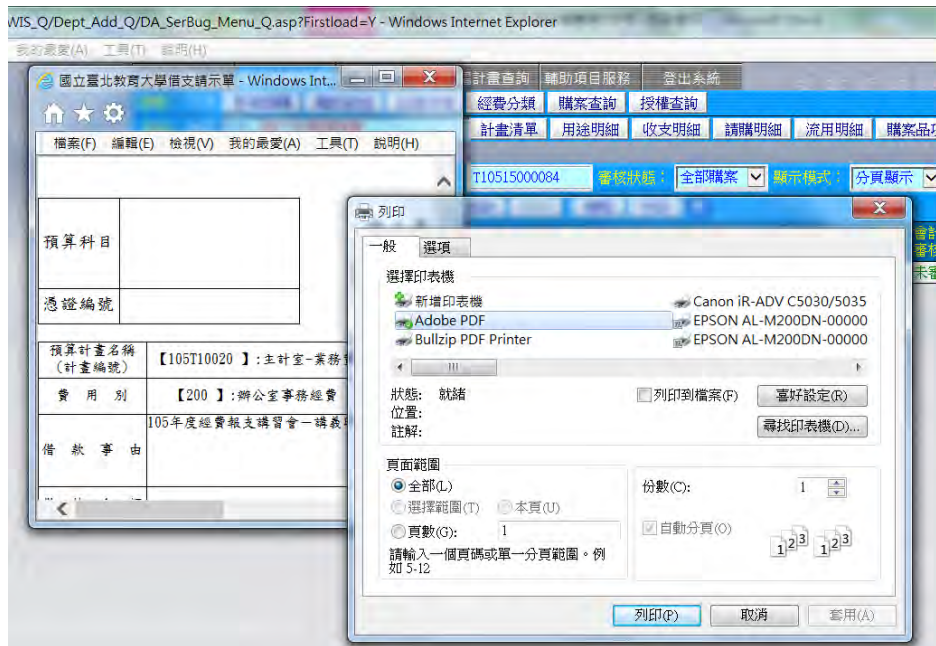 WIS_Q/Dept_Add_Q/DA_SerBug_Menu_Q.asp?Firstload=Y - Windows Internet Explorer
我的最愛(A) 工具(T) 說明(H)
國立臺北教育大學借支請示單 - Windows Int...
計畫查詢 輔助項目服務 登出系統
經費分類 購案查詢 授權查詢
檔案(F) 編輯(E) 檢視(V) 我的最愛(A) 工具(T) 說明(H)
計畫清單 用途明細 收支明細 請購明細 流用明細 購案品項
T10515000084 審核狀態: 全部購案 顯示模式: 分頁顯示
預算科目
憑證編號
預算計畫名稱
(計畫編號)
【105T10020 】:主計室-業務
費用別
【200 】:辦公室事務經費
借款事由
105年度經費報支講習會-講義
列印
一般 選項
選擇印表機
新增印表機 Canon iR-ADV C5030/5035
Adobe PDF EPSON AL-M200DN-00000
Bullzip PDF Printer EPSON AL-M200DN-00000
狀態: 就緒 列印到檔案(F) 喜好設定(R)
位置:
註解: 尋找印表機(D)...
頁面範圍
全部(L) 份數(C): 1
選擇範圍(T) 本頁(U)
頁數(G): 1 自動分頁(O)
請輸入一個頁碼或單一分頁範圍。例
如 5-12
1 2 3 1 2 3
列印(P) 取消 套用(A)